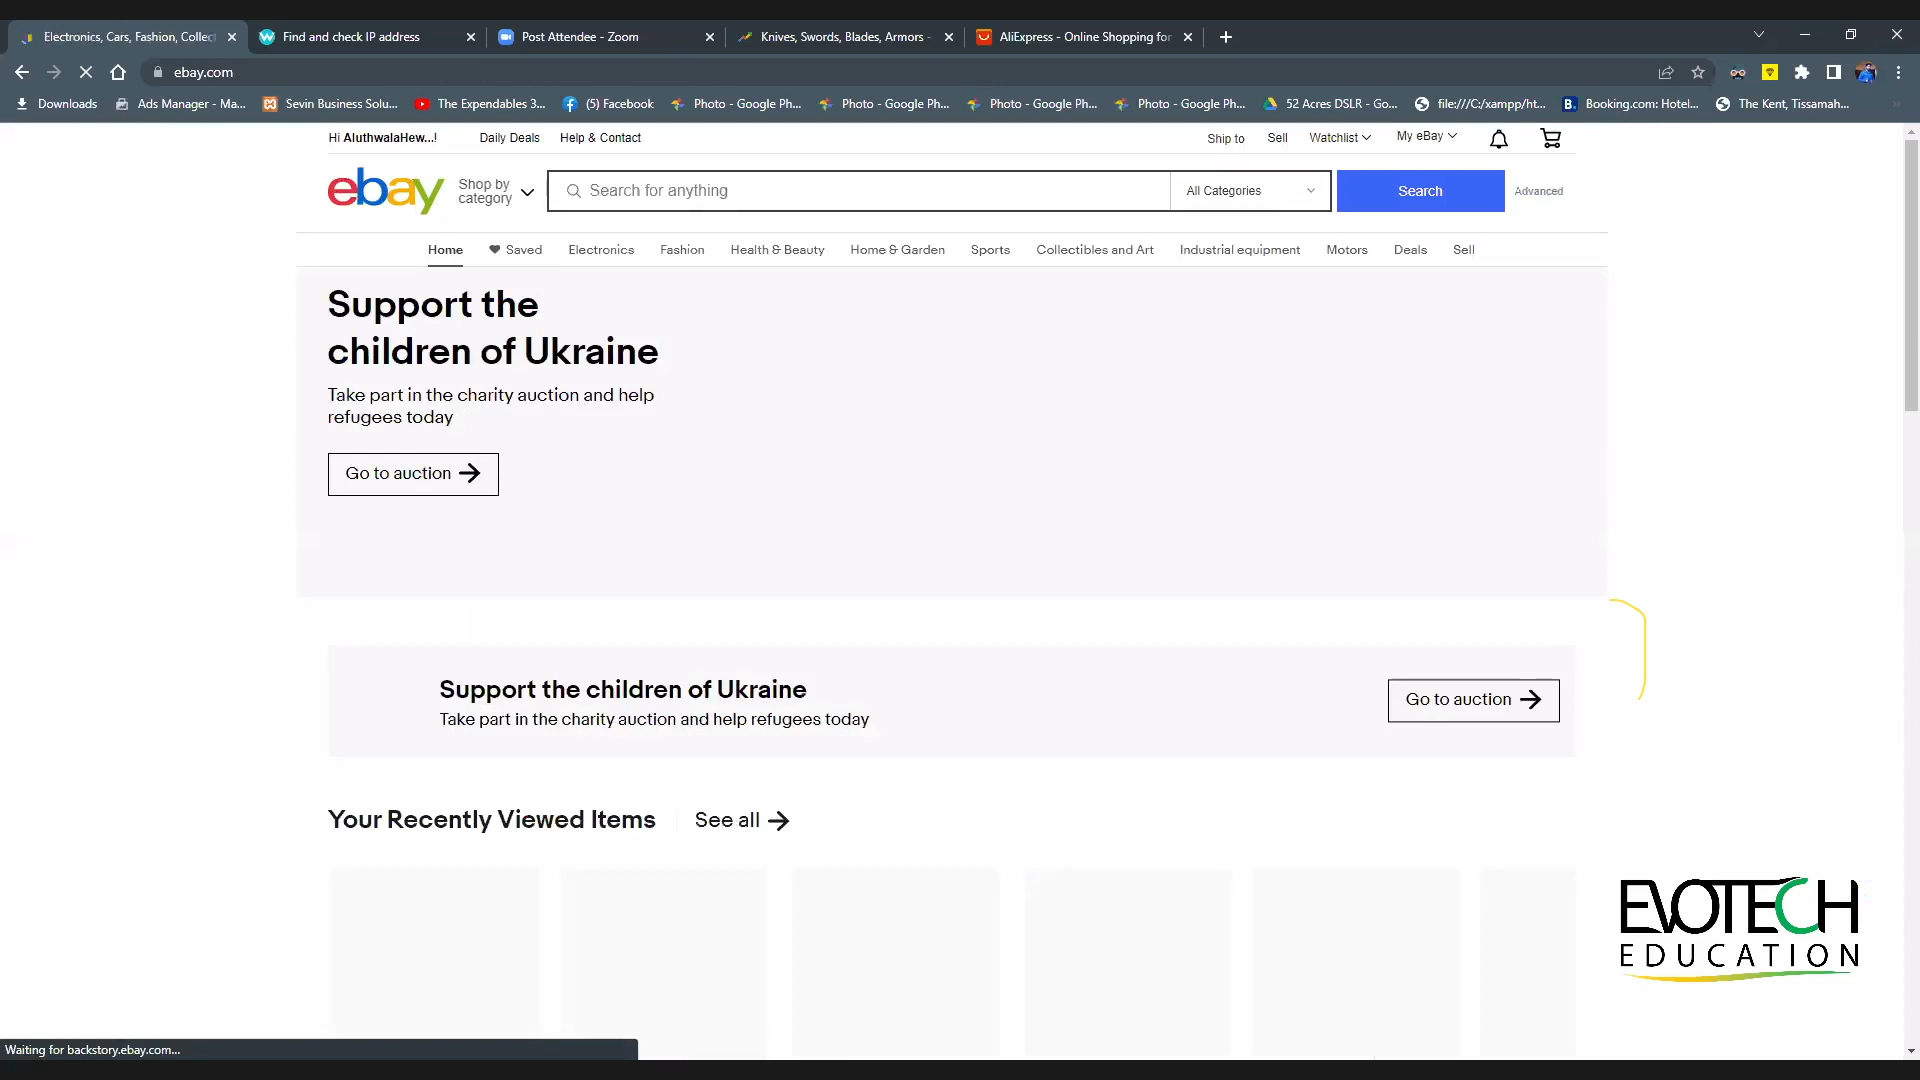 Electronics, Cars, Fashion, Collect
Find and check IP address
Post Attendee - Zoom
Knives, Swords, Blades, Armors -
AliExpress - Online Shopping for
ebay.com
Downloads
Ads Manager - Ma...
Sevin Business Solu...
The Expendables 3...
(5) Facebook
Photo - Google Ph...
Photo - Google Ph...
Photo - Google Ph...
Photo - Google Ph...
52 Acres DSLR - Go...
file:///C:/xampp/ht...
Booking.com: Hotel...
The Kent, Tissamah...
Hi AluthwalaHew...!
Daily Deals
Help & Contact
Ship to
Sell
Watchlist
My eBay
ebay
Shop by
category
Search for anything
All Categories
Search
Advanced
Home
Saved
Electronics
Fashion
Health & Beauty
Home & Garden
Sports
Collectibles and Art
Industrial equipment
Motors
Deals
Sell
Support the
children of Ukraine
Take part in the charity auction and help
refugees today
Go to auction
Support the children of Ukraine
Take part in the charity auction and help refugees today
Go to auction
Your Recently Viewed Items
See all
EVOTECH
EDUCATION
Waiting for backstory.ebay.com...